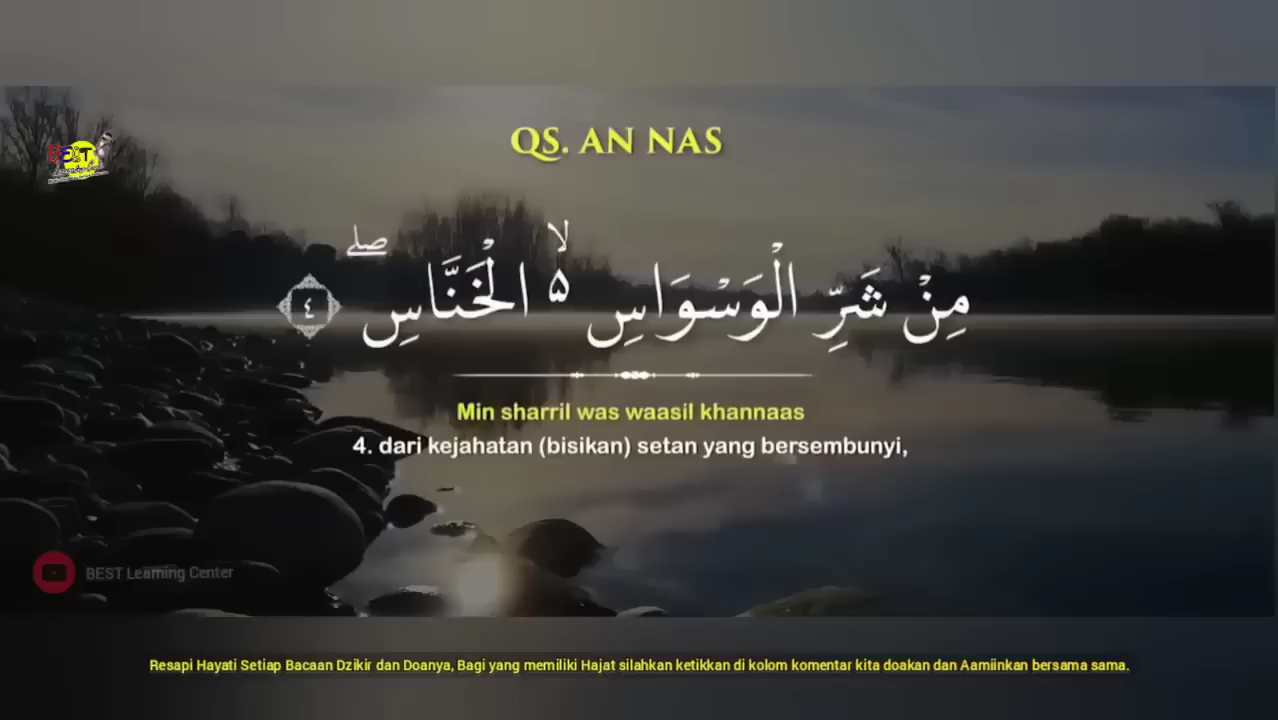 QS. AN NAS
BEST
مِنْ شَرِّ الْوَسْوَاسِ ۵ۙ الْخَنَّاسِۖ ٤
Min sharril was waasil khannaas
4. dari kejahatan (bisikan) setan yang bersembunyi,
BEST Learning Center
Resapi Hayati Setiap Bacaan Dzikir dan Doanya, Bagi yang memiliki Hajat silahkan ketikkan di kolom komentar kita doakan dan Aamiinkan bersama sama.